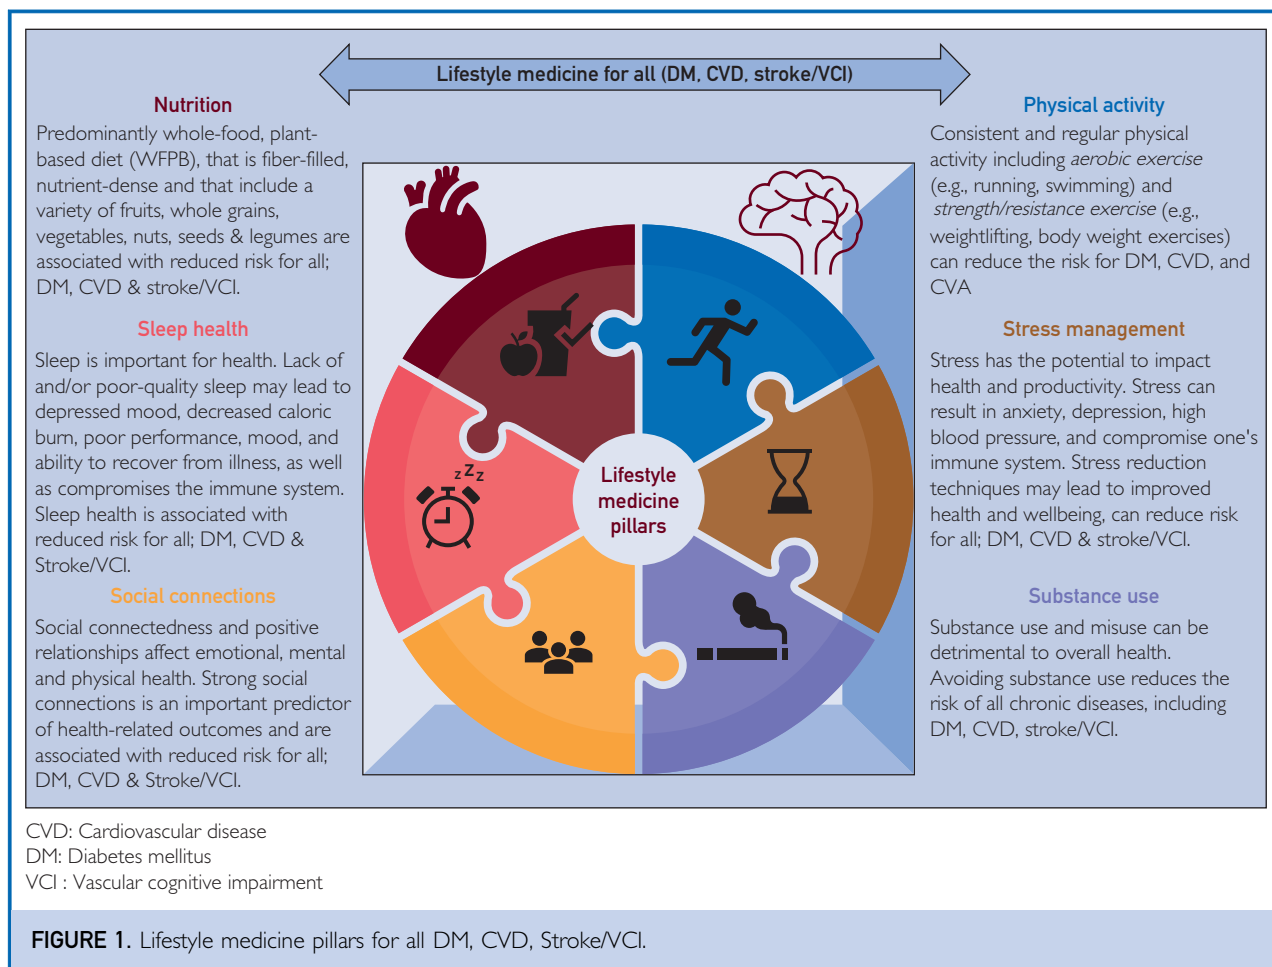 Lifestyle medicine for all (DM, CVD, stroke/VCI)
Nutrition
Predominantly whole-food, plant-
based diet (WFPB), that is fiber-filled,
nutrient-dense and that include a
variety of fruits, whole grains,
vegetables, nuts, seeds & legumes are
associated with reduced risk for all;
DM, CVD & stroke/VCI.
Sleep health
Sleep is important for health. Lack of
and/or poor-quality sleep may lead to
depressed mood, decreased caloric
burn, poor performance, mood, and
ability to recover from illness, as well
as compromises the immune system.
Sleep health is associated with
reduced risk for all; DM, CVD &
Stroke/VCI.
Social connections
Social connectedness and positive
relationships affect emotional, mental
and physical health. Strong social
connections is an important predictor
of health-related outcomes and are
associated with reduced risk for all;
DM, CVD & Stroke/VCI.
z z z
Lifestyle
medicine
pillars
Physical activity
Consistent and regular physical
activity including aerobic exercise
(e.g., running, swimming) and
strength/resistance exercise (e.g.,
weightlifting, body weight exercises)
can reduce the risk for DM, CVD, and
CVA
Stress management
Stress has the potential to impact
health and productivity. Stress can
result in anxiety, depression, high
blood pressure, and compromise one's
immune system. Stress reduction
techniques may lead to improved
health and wellbeing, can reduce risk
for all; DM, CVD & stroke/VCI.
Substance use
Substance use and misuse can be
detrimental to overall health.
Avoiding substance use reduces the
risk of all chronic diseases, including
DM, CVD, stroke/VCI.
CVD: Cardiovascular disease
DM: Diabetes mellitus
VCI : Vascular cognitive impairment
FIGURE 1. Lifestyle medicine pillars for all DM, CVD, Stroke/VCI.